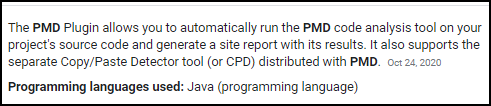 The PMD Plugin allows you to automatically run the PMD code analysis tool on your
project's source code and generate a site report with its results. It also supports the
separate Copy/Paste Detector tool (or CPD) distributed with PMD. Oct 24, 2020
Programming languages used: Java (programming language)